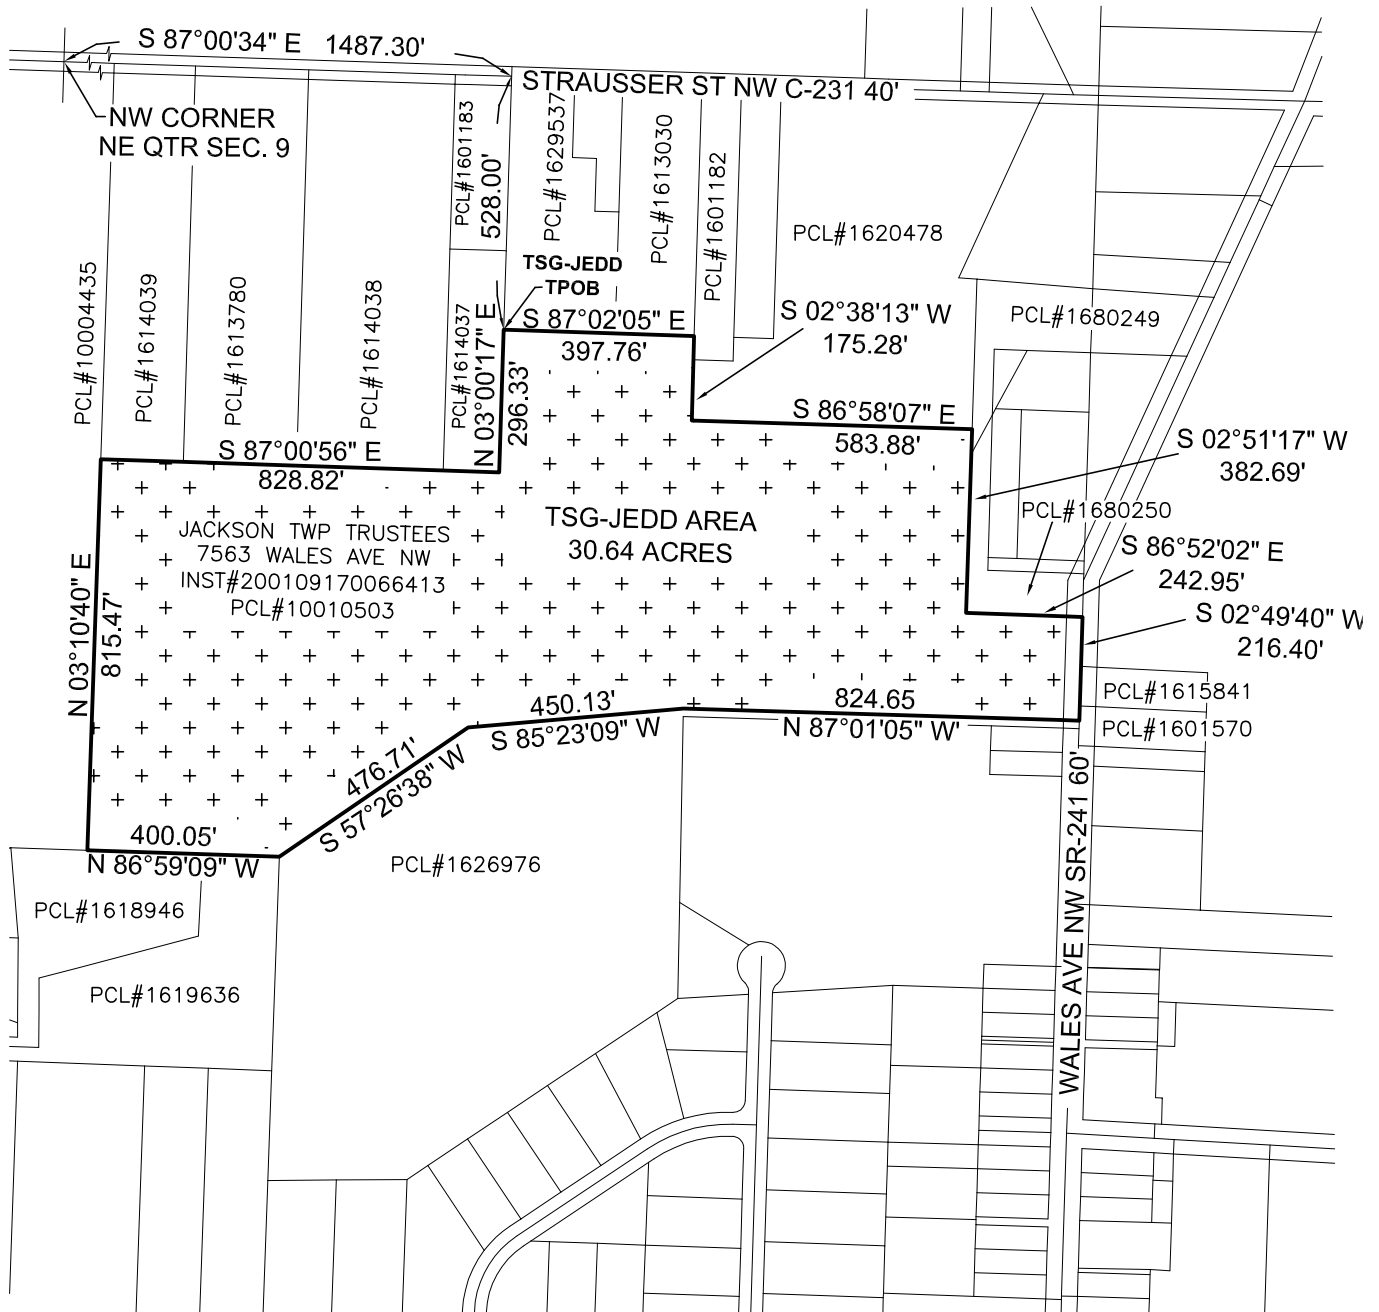 S 87°00'34" E 1487.30'
STRAUSSER ST NW C-231 40'
NW CORNER
NE QTR SEC. 9
PCL#1601183
528.00'
PCL#1629537
PCL#1613030
PCL#1601182
PCL#1620478
PCL#10004435
PCL#1614039
PCL#1613780
PCL#1614038
PCL#1614037
N 03°00'17" E
296.33'
TSG-JEDD
TPOB
S 87°02'05" E
397.76'
S 02°38'13" W
175.28'
PCL#1680249
S 86°58'07" E
583.88'
S 02°51'17" W
382.69'
S 87°00'56" E
828.82'
PCL#1680250
JACKSON TWP TRUSTEES
7563 WALES AVE NW
INST#200109170066413
PCL#10010503
TSG-JEDD AREA
30.64 ACRES
S 86°52'02" E
242.95'
S 02°49'40" W
216.40'
N 03°10'40" E
815.47'
PCL#1615841
PCL#1601570
450.13'
S 85°23'09" W
824.65
N 87°01'05" W'
476.71'
S 57°26'38" W
400.05'
N 86°59'09" W
PCL#1626976
PCL#1618946
PCL#1619636
WALES AVE NW SR-241 60'